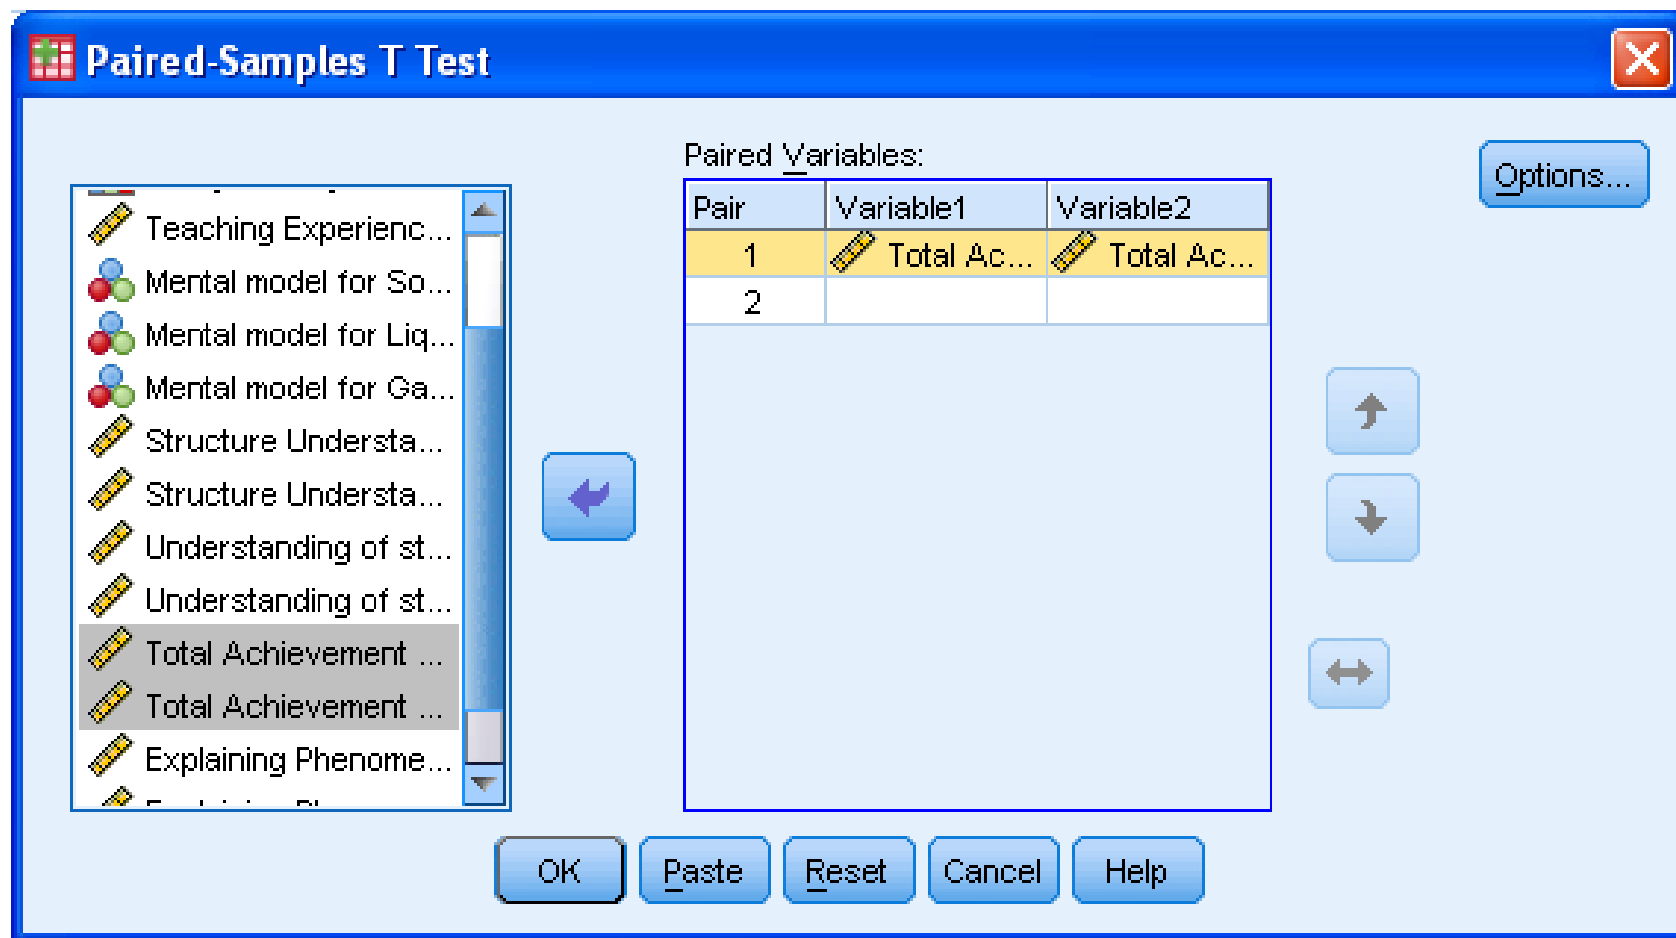 Paired-Samples T Test
Paired Variables:
Options...
Pair Variable1 Variable2
1 Total Ac... Total Ac...
2
Teaching Experienc...
Mental model for So...
Mental model for Liq...
Mental model for Ga...
Structure Understa...
Structure Understa...
Understanding of st...
Understanding of st...
Total Achievement ...
Total Achievement ...
Explaining Phenome...
OK Paste Reset Cancel Help